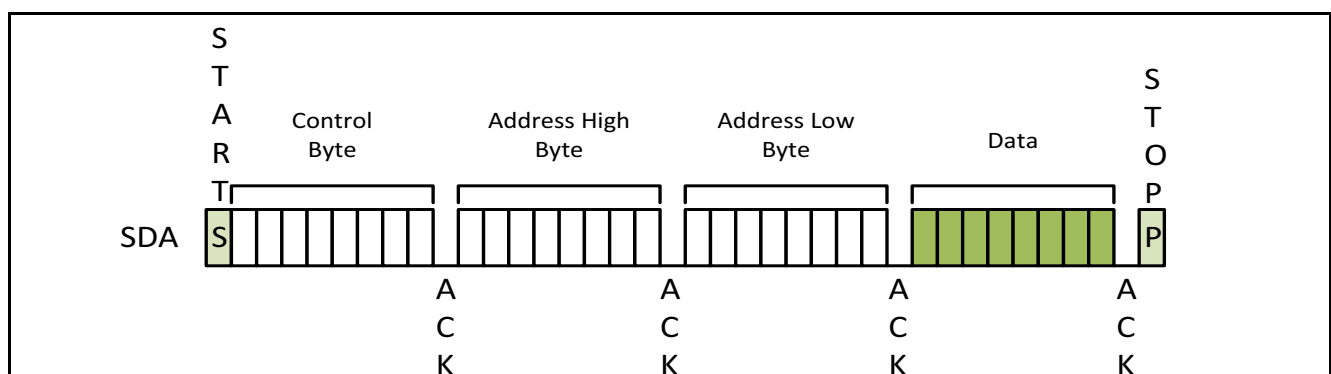 START
STOP
Control
Byte
Address High
Byte
Address Low
Byte
Data
SDA
S
P
ACK
ACK
ACK
ACK